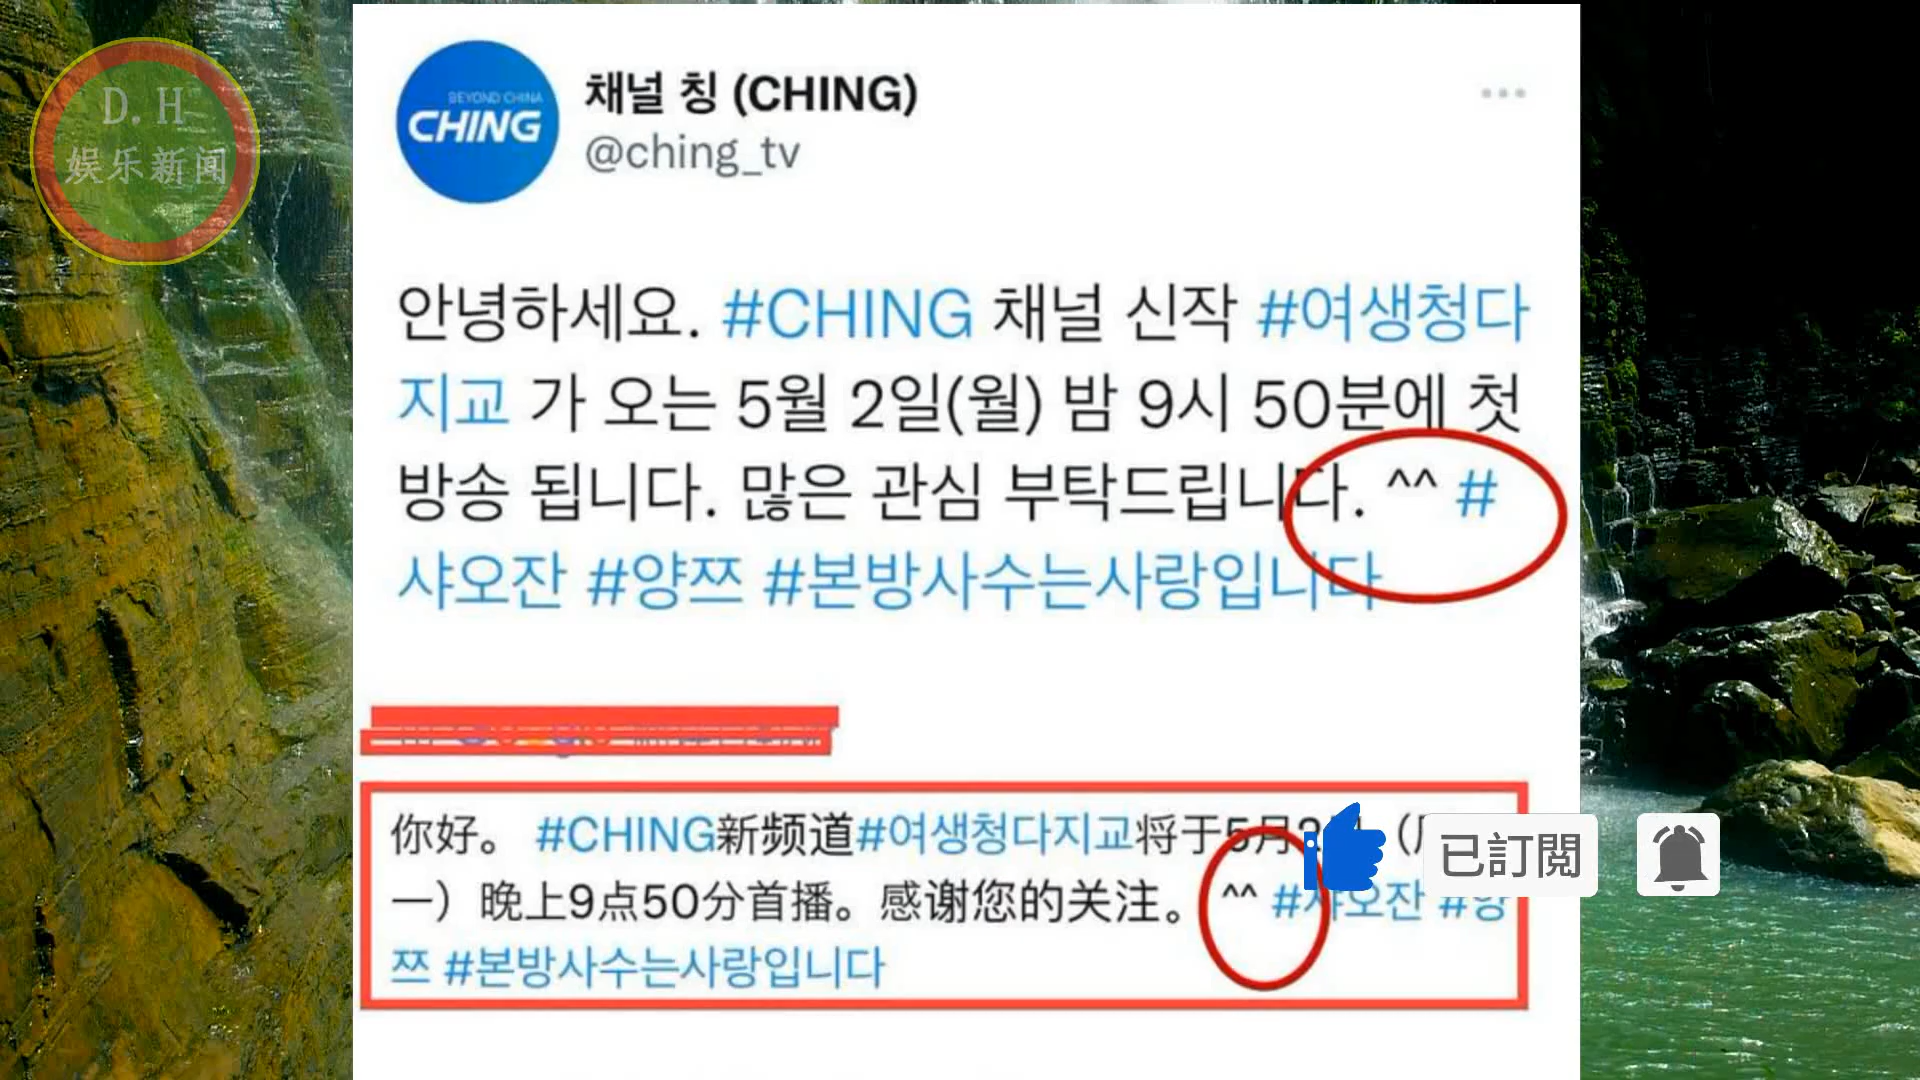 D.H
娱乐新闻
BEYOND CHINA
CHING
채널 칭 (CHING)
@ching_tv
안녕하세요. #CHING 채널 신작 #여생청다
지교 가 오는 5월 2일(월) 밤 9시 50분에 첫
방송 됩니다. 많은 관심 부탁드립니다. ^^ #
샤오잔 #양쯔 #본방사수는사랑입니다
你好。 #CHING新频道#여생청다지교将于5月2
一）晚上9点50分首播。感谢您的关注。 ^^ #샤오잔 #양
쯔 #본방사수는사랑입니다
已訂閲